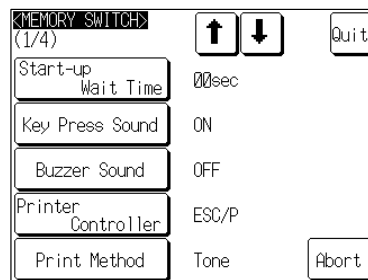 <MEMORY SWITCH>
(1/4)
Quit
Start-up
Wait Time
00sec
Key Press Sound
ON
Buzzer Sound
OFF
Printer
Controller
ESC/P
Print Method
Tone
Abort